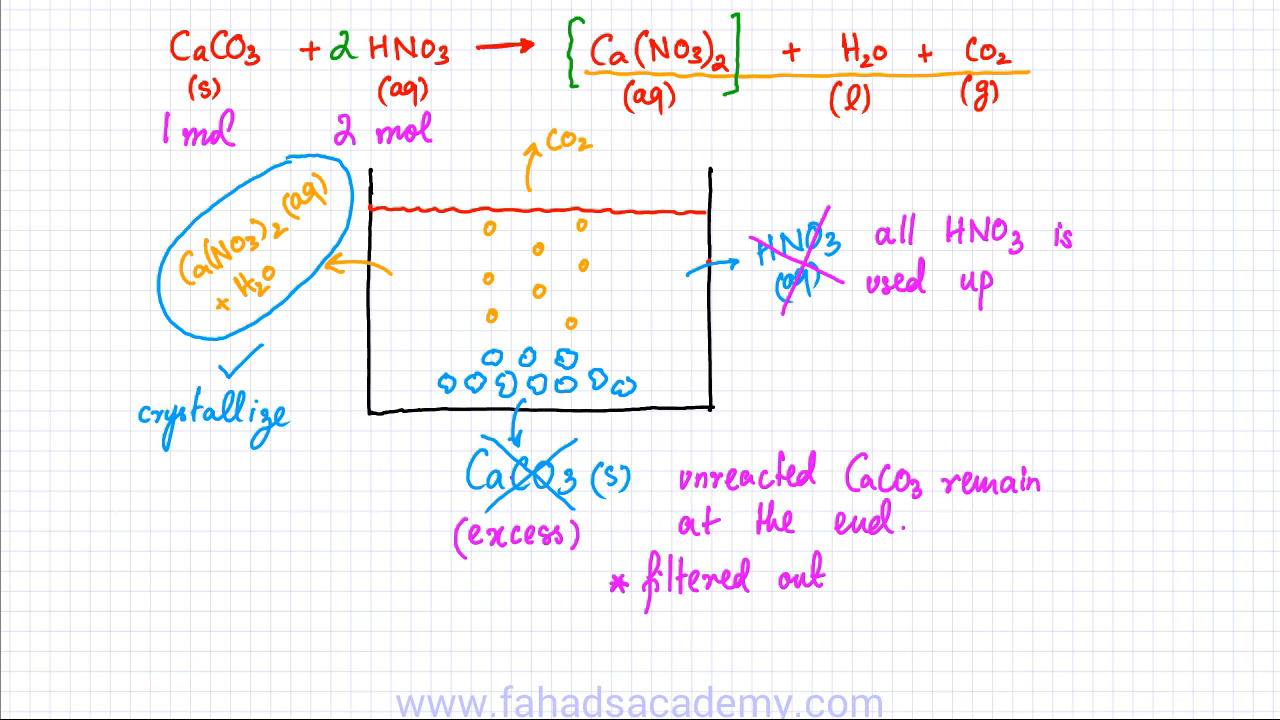 CaCO₃ + 2 HNO₃ → [Ca(NO₃)₂] + H₂O + CO₂
(s) (aq) (aq) (l) (g)
1 mol 2 mol
CO₂
Ca(NO₃)₂ (aq)
+ H₂O
crystallize
HNO₃
(aq)
all HNO₃ is
used up
CaCO₃ (s)
(excess)
unreacted CaCO₃ remain
at the end.
* filtered out
www.fahadsacademy.com